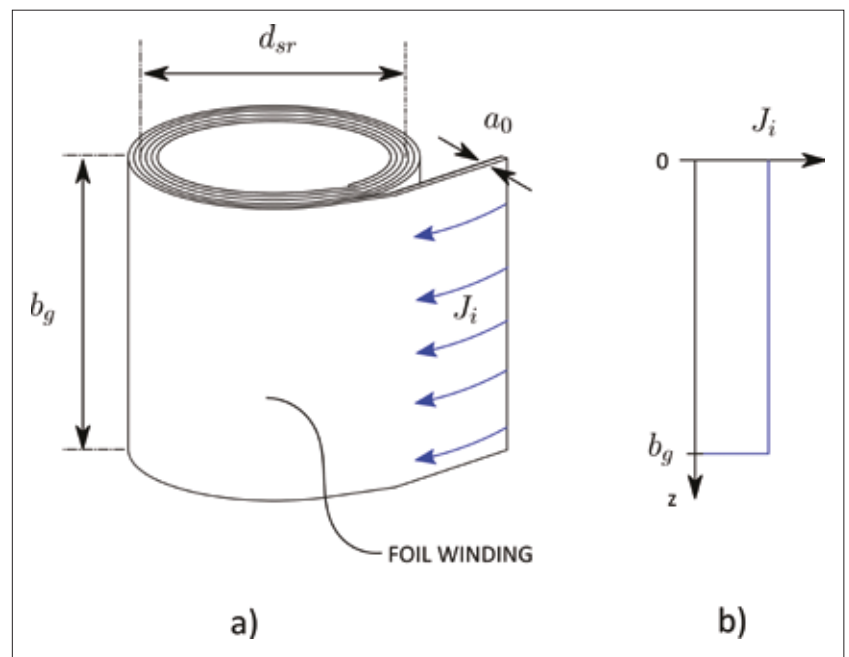 d_sr
a_0
b_g
J_i
FOIL WINDING
a)
J_i
0
b_g
z
b)